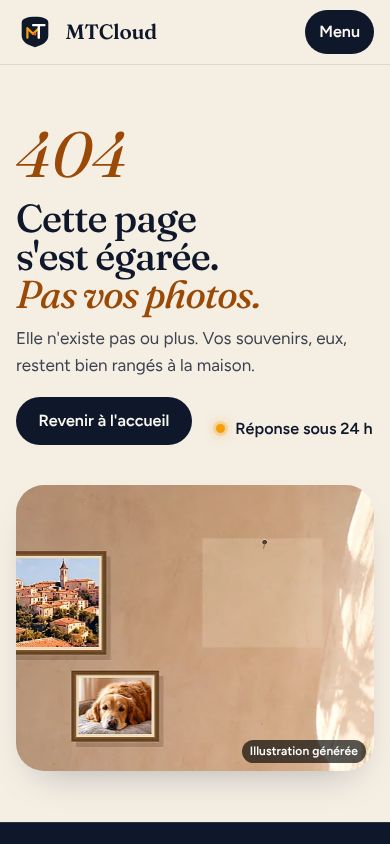 MTCloud
Menu
404
Cette page
s'est égarée.
Pas vos photos.
Elle n'existe pas ou plus. Vos souvenirs, eux,
restent bien rangés à la maison.
Revenir à l'accueil
Réponse sous 24 h
Illustration générée